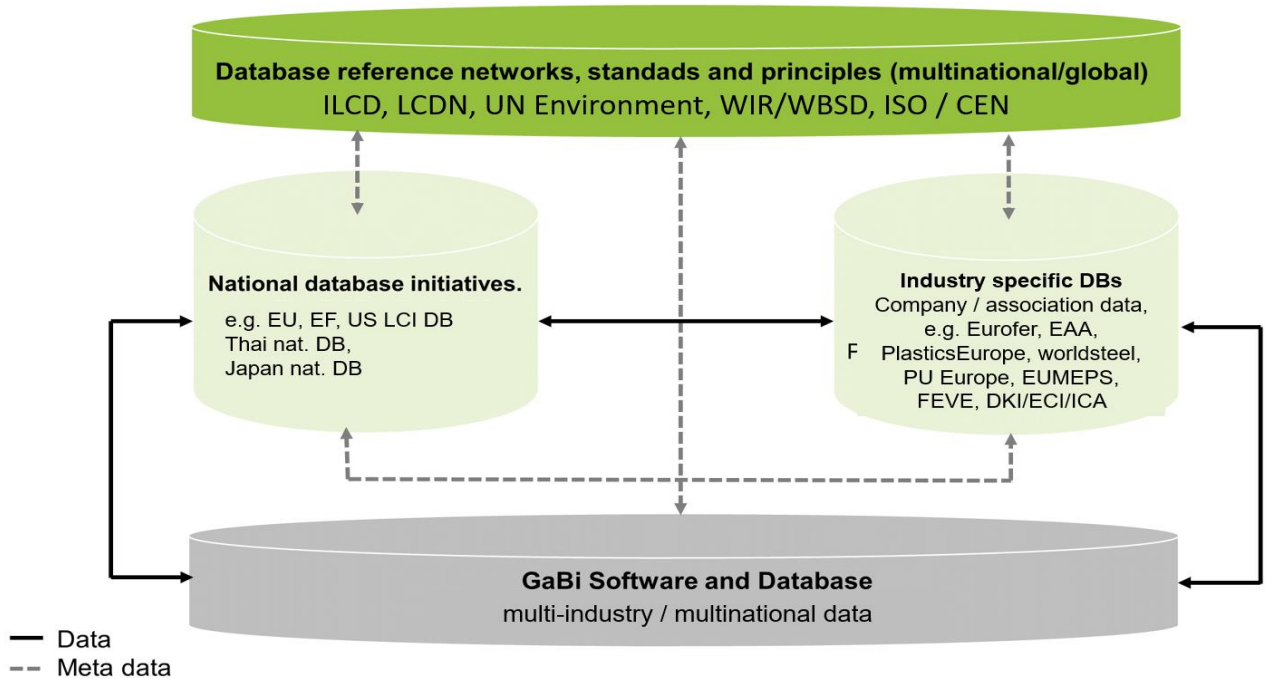 Database reference networks, standads and principles (multinational/global)
ILCD, LCDN, UN Environment, WIR/WBSD, ISO / CEN
National database initiatives.
e.g. EU, EF, US LCI DB
Thai nat. DB,
Japan nat. DB
Industry specific DBs
Company / association data,
e.g. Eurofer, EAA,
F PlasticsEurope, worldsteel,
PU Europe, EUMEPS,
FEVE, DKI/ECI/ICA
GaBi Software and Database
multi-industry / multinational data
Data
Meta data